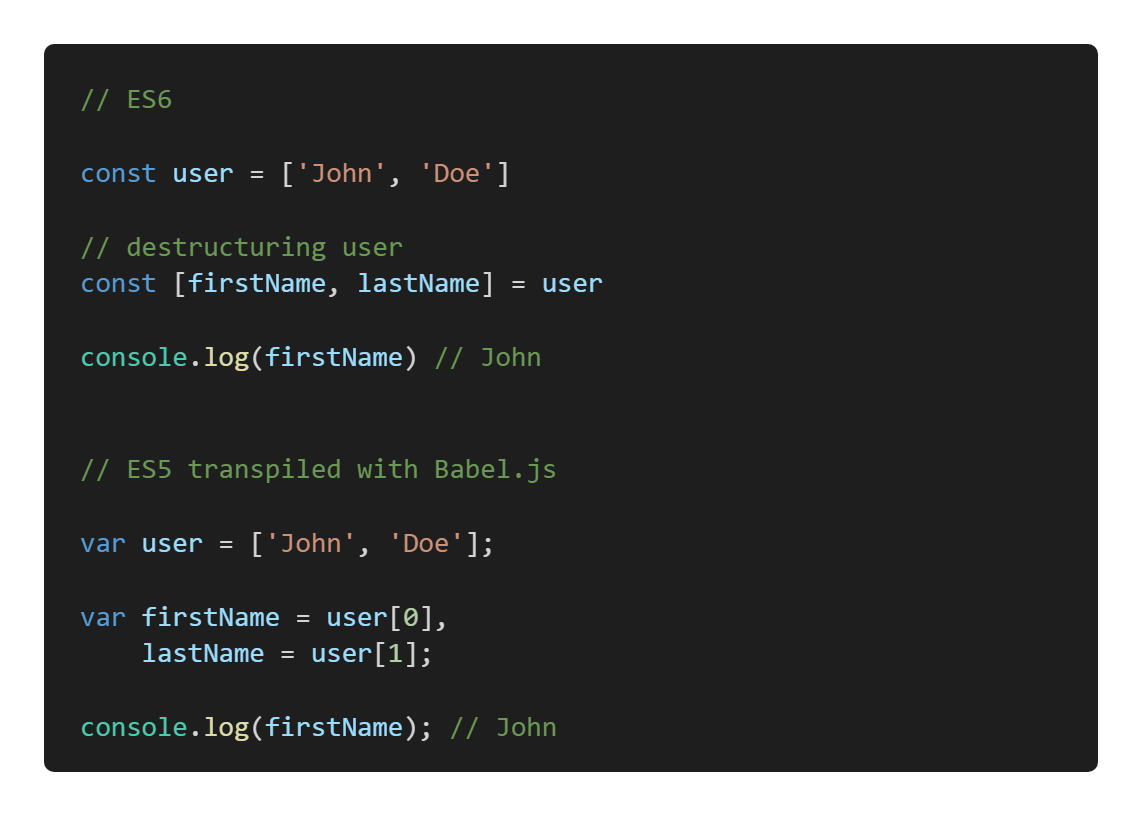 // ES6
const user = ['John', 'Doe']
// destructuring user
const [firstName, lastName] = user
console.log(firstName) // John
// ES5 transpiled with Babel.js
var user = ['John', 'Doe'];
var firstName = user[0],
    lastName = user[1];
console.log(firstName); // John